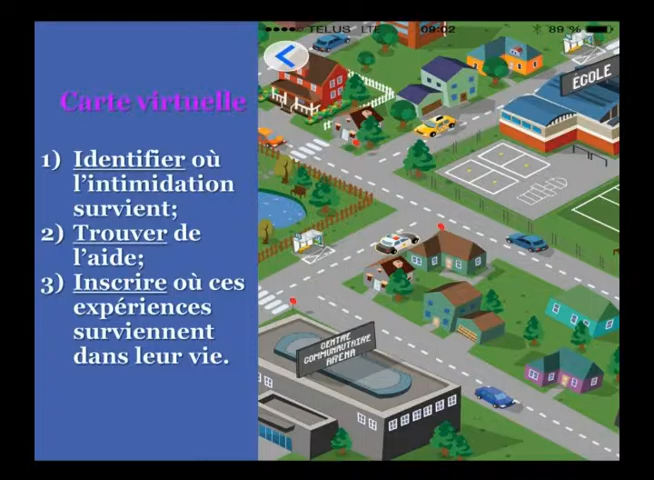 TELUS LTE 09:02 89 %
Carte virtuelle
1) Identifier où
l'intimidation
survient;
2) Trouver de
l'aide;
3) Inscrire où ces
expériences
surviennent
dans leur vie.
ÉCOLE
CENTRE
COMMUNAUTAIRE
ARENA